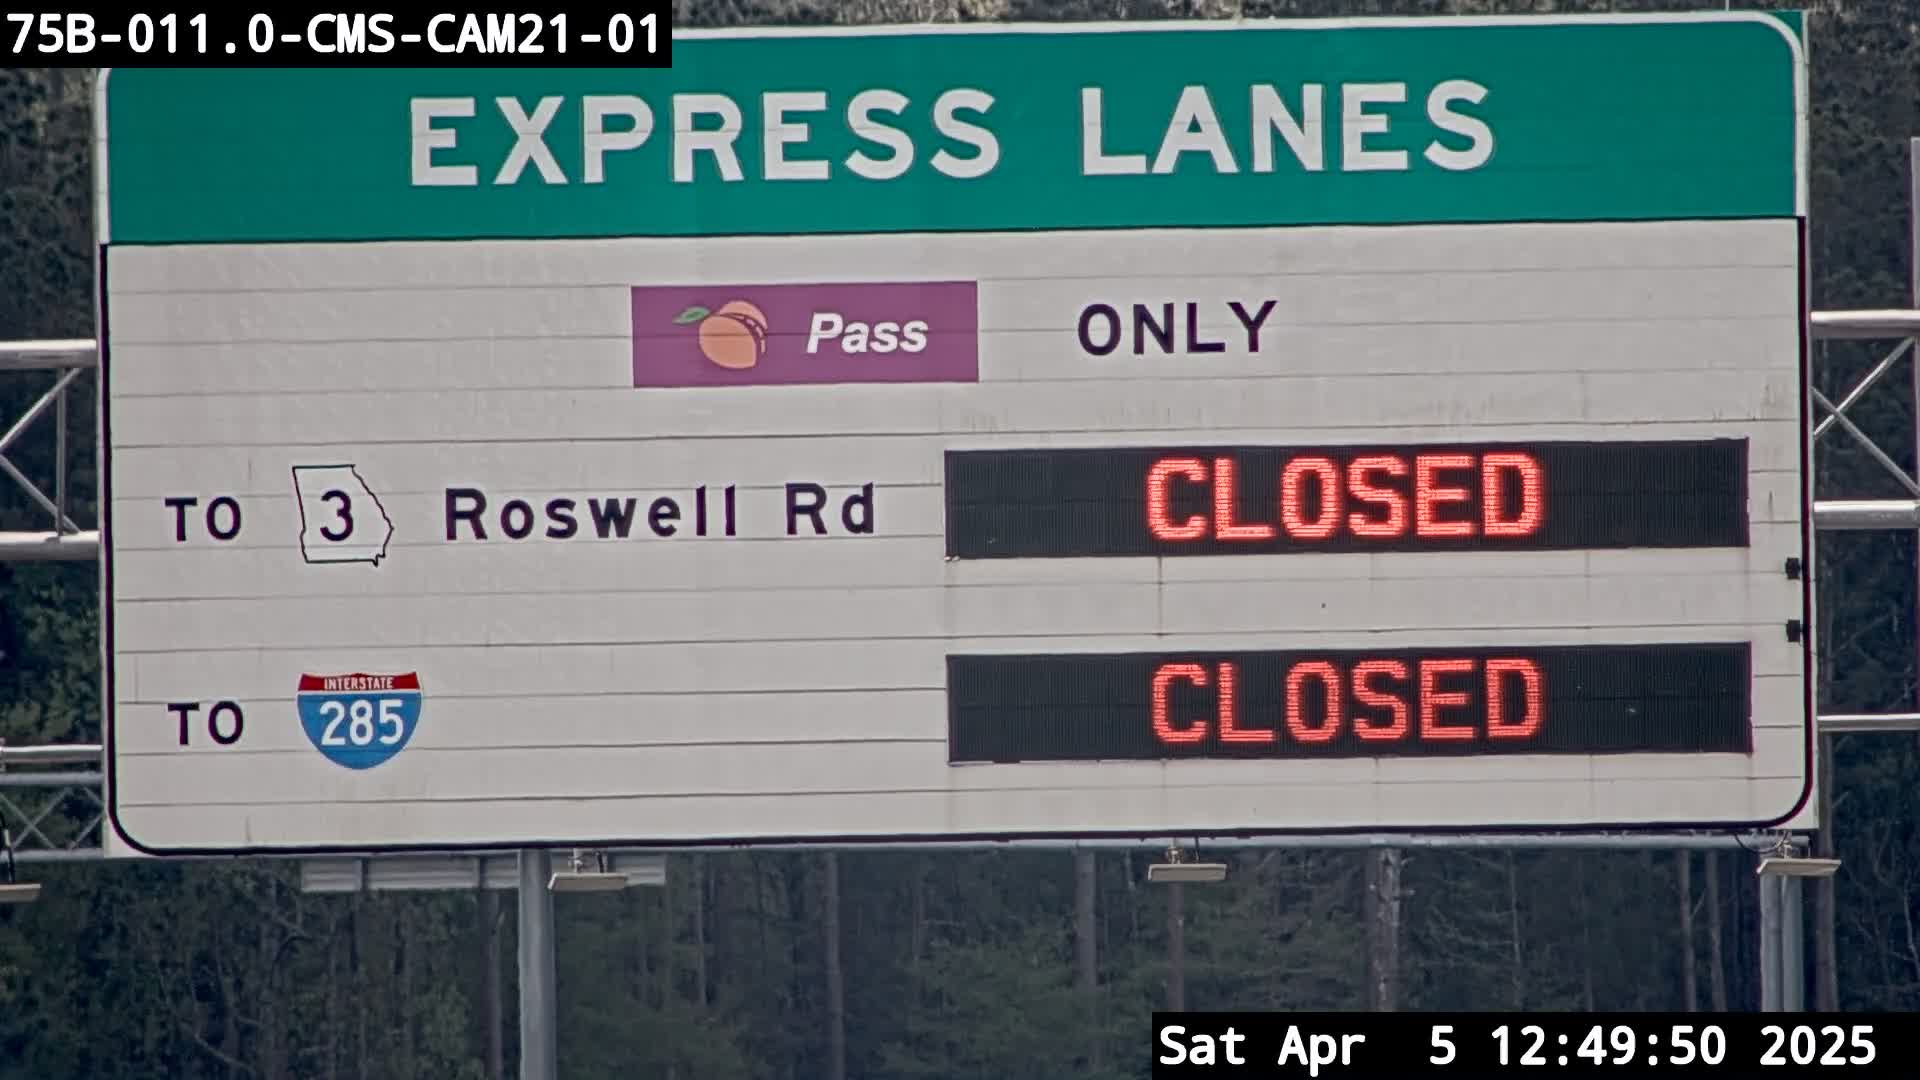 75B-011.0-CMS-CAM21-01
EXPRESS LANES
Pass ONLY
TO 3 Roswell Rd CLOSED
TO INTERSTATE 285 CLOSED
Sat Apr 5 12:49:50 2025